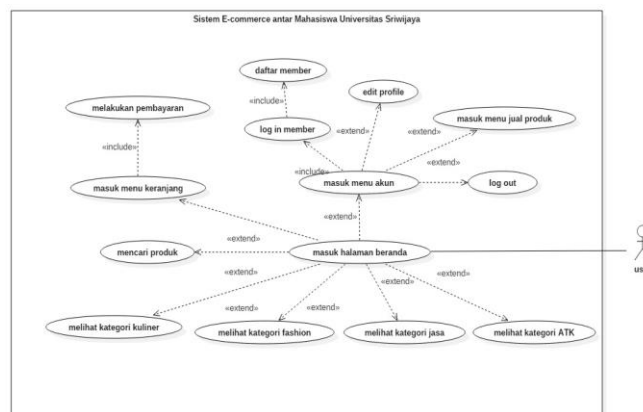 Sistem E-commerce antar Mahasiswa Universitas Sriwijaya
daftar member
edit profile
melakukan pembayaran
«include»
masuk menu jual produk
log in member
«extend»
«include»
«extend»
«include»
masuk menu keranjang
masuk menu akun
log out
«extend»
«extend»
mencari produk
«extend»
masuk halaman beranda
us
«extend»
«extend»
«extend»
«extend»
melihat kategori kuliner
melihat kategori fashion
melihat kategori jasa
melihat kategori ATK